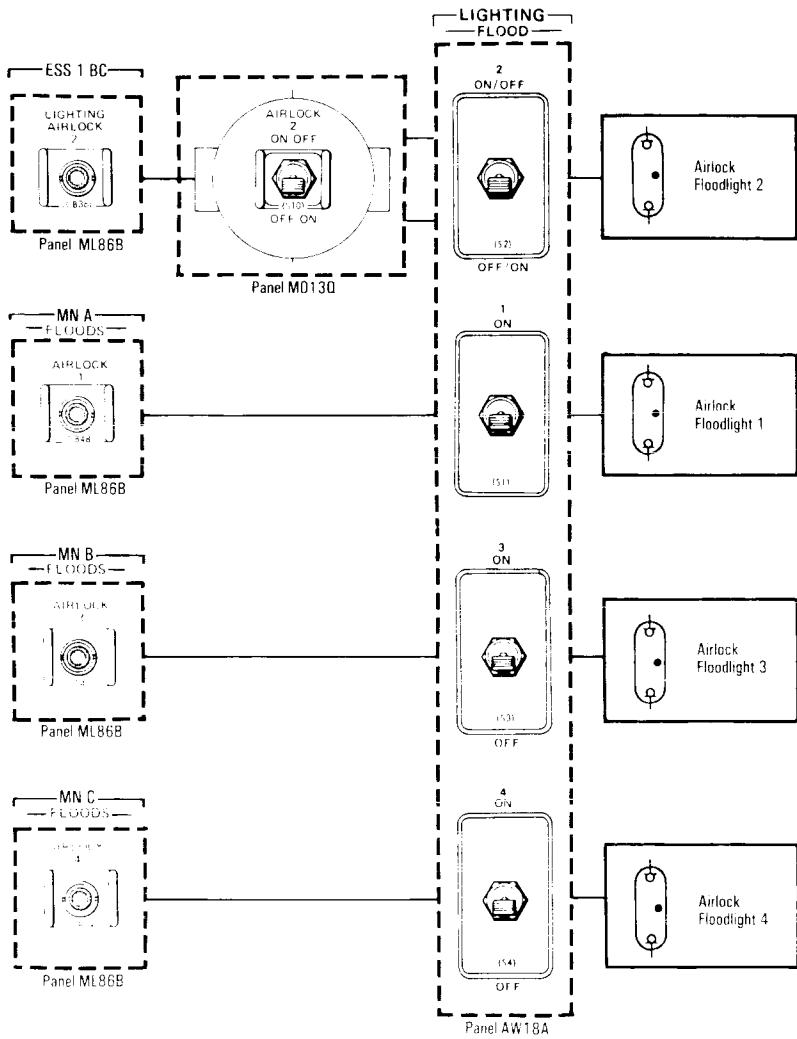 LIGHTING
FLOOD
ESS 1 BC
LIGHTING
AIRLOCK
2
Panel ML86B
AIRLOCK
2
ON OFF
(S10)
OFF ON
Panel MO13Q
2
ON/OFF
(S2)
OFF/ON
Airlock
Floodlight 2
MN A
FLOODS
AIRLOCK
1
Panel ML86B
1
ON
(S1)
Airlock
Floodlight 1
MN B
FLOODS
AIRLOCK
Panel ML86B
3
ON
(S3)
OFF
Airlock
Floodlight 3
MN C
FLOODS
4
Panel ML86B
4
ON
(S4)
OFF
Airlock
Floodlight 4
Panel AW18A